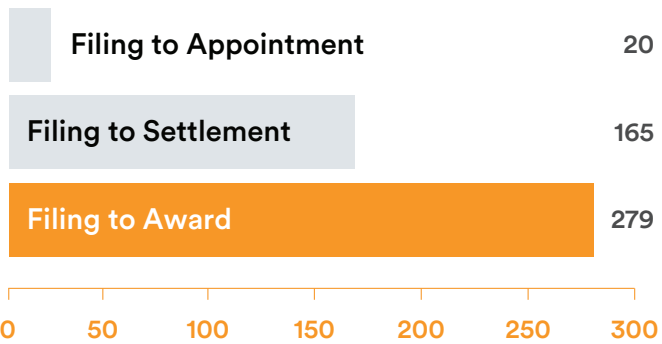 Filing to Appointment 20
Filing to Settlement 165
Filing to Award 279
0 50 100 150 200 250 300